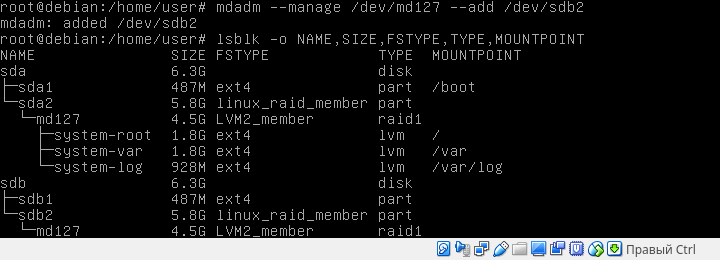 root@debian:/home/user# mdadm --manage /dev/md127 --add /dev/sdb2
mdadm: added /dev/sdb2
root@debian:/home/user# lsblk -o NAME,SIZE,FSTYPE,TYPE,MOUNTPOINT
NAME                SIZE FSTYPE            TYPE  MOUNTPOINT
sda                 6.3G                   disk
├─sda1              487M ext4              part  /boot
└─sda2              5.8G linux_raid_member part
  └─md127           4.5G LVM2_member       raid1
    ├─system-root   1.8G ext4              lvm   /
    ├─system-var    1.8G ext4              lvm   /var
    └─system-log    928M ext4              lvm   /var/log
sdb                 6.3G                   disk
├─sdb1              487M ext4              part
└─sdb2              5.8G linux_raid_member part
  └─md127           4.5G LVM2_member       raid1
Правый Ctrl